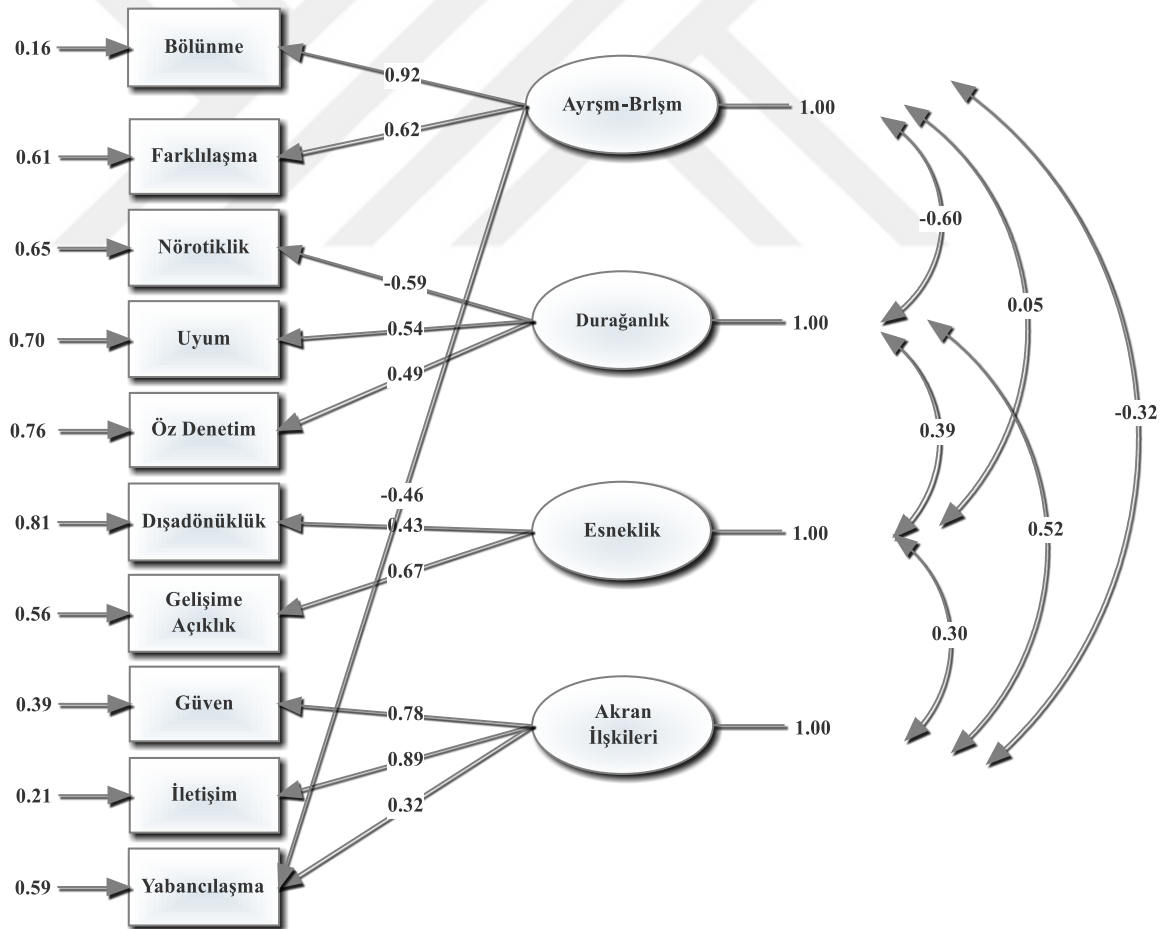 0.16
Bölünme
0.92
Ayrşm-Brlşm
1.00
0.61
Farklılaşma
0.62
-0.60
0.65
Nörotiklik
-0.59
0.05
0.70
Uyum
0.54
Durağanlık
1.00
0.49
-0.32
0.76
Öz Denetim
0.39
-0.46
0.81
Dışadönüklük
0.43
Esneklik
1.00
0.52
0.67
0.56
Gelişime
Açıklık
0.30
0.39
Güven
0.78
Akran
İlşkileri
1.00
0.89
0.21
İletişim
0.32
0.59
Yabancılaşma